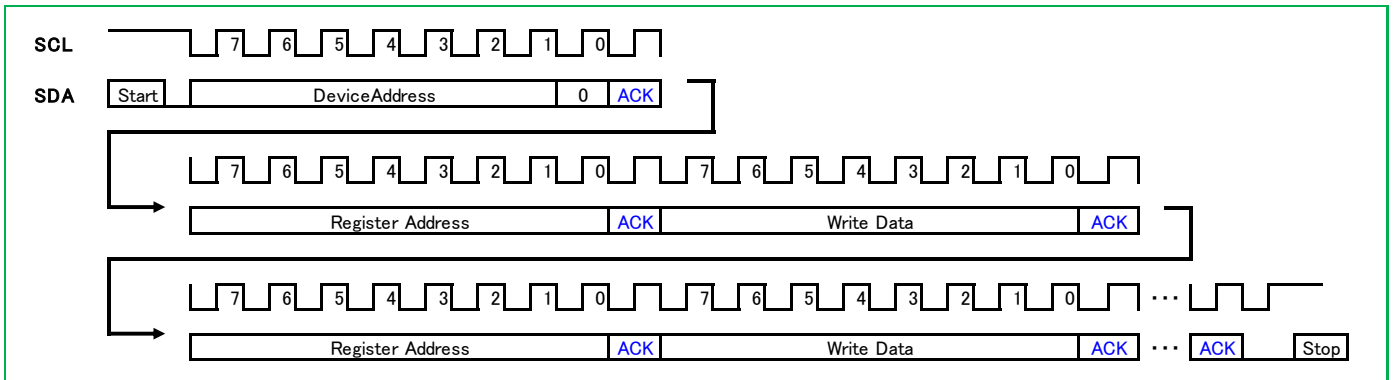 SCL 7 6 5 4 3 2 1 0
SDA Start DeviceAddress 0 ACK
7 6 5 4 3 2 1 0 7 6 5 4 3 2 1 0
Register Address ACK Write Data ACK
7 6 5 4 3 2 1 0 7 6 5 4 3 2 1 0 ···
Register Address ACK Write Data ACK ··· ACK Stop